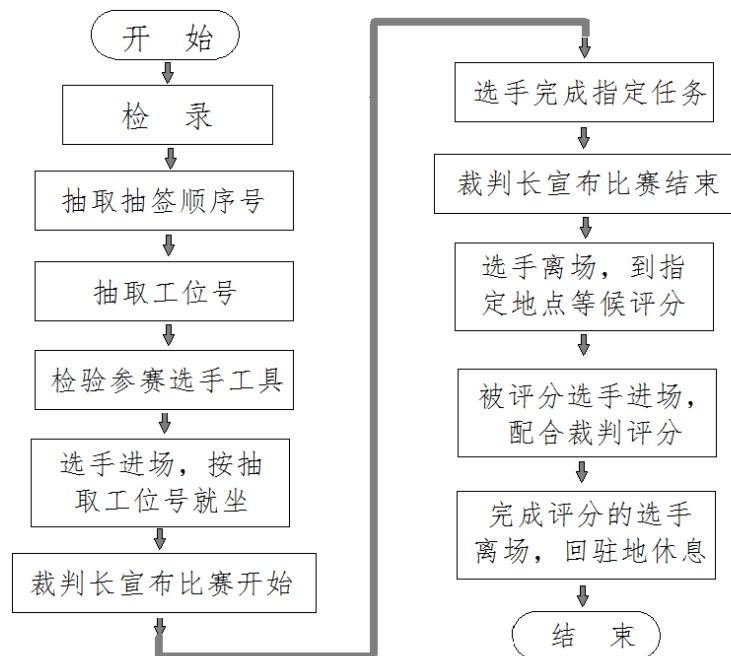 开 始
检 录
抽取抽签顺序号
抽取工位号
检验参赛选手工具
选手进场，按抽
取工位号就坐
裁判长宣布比赛开始
选手完成指定任务
裁判长宣布比赛结束
选手离场，到指
定地点等候评分
被评分选手进场，
配合裁判评分
完成评分的选手
离场，回驻地休息
结 束